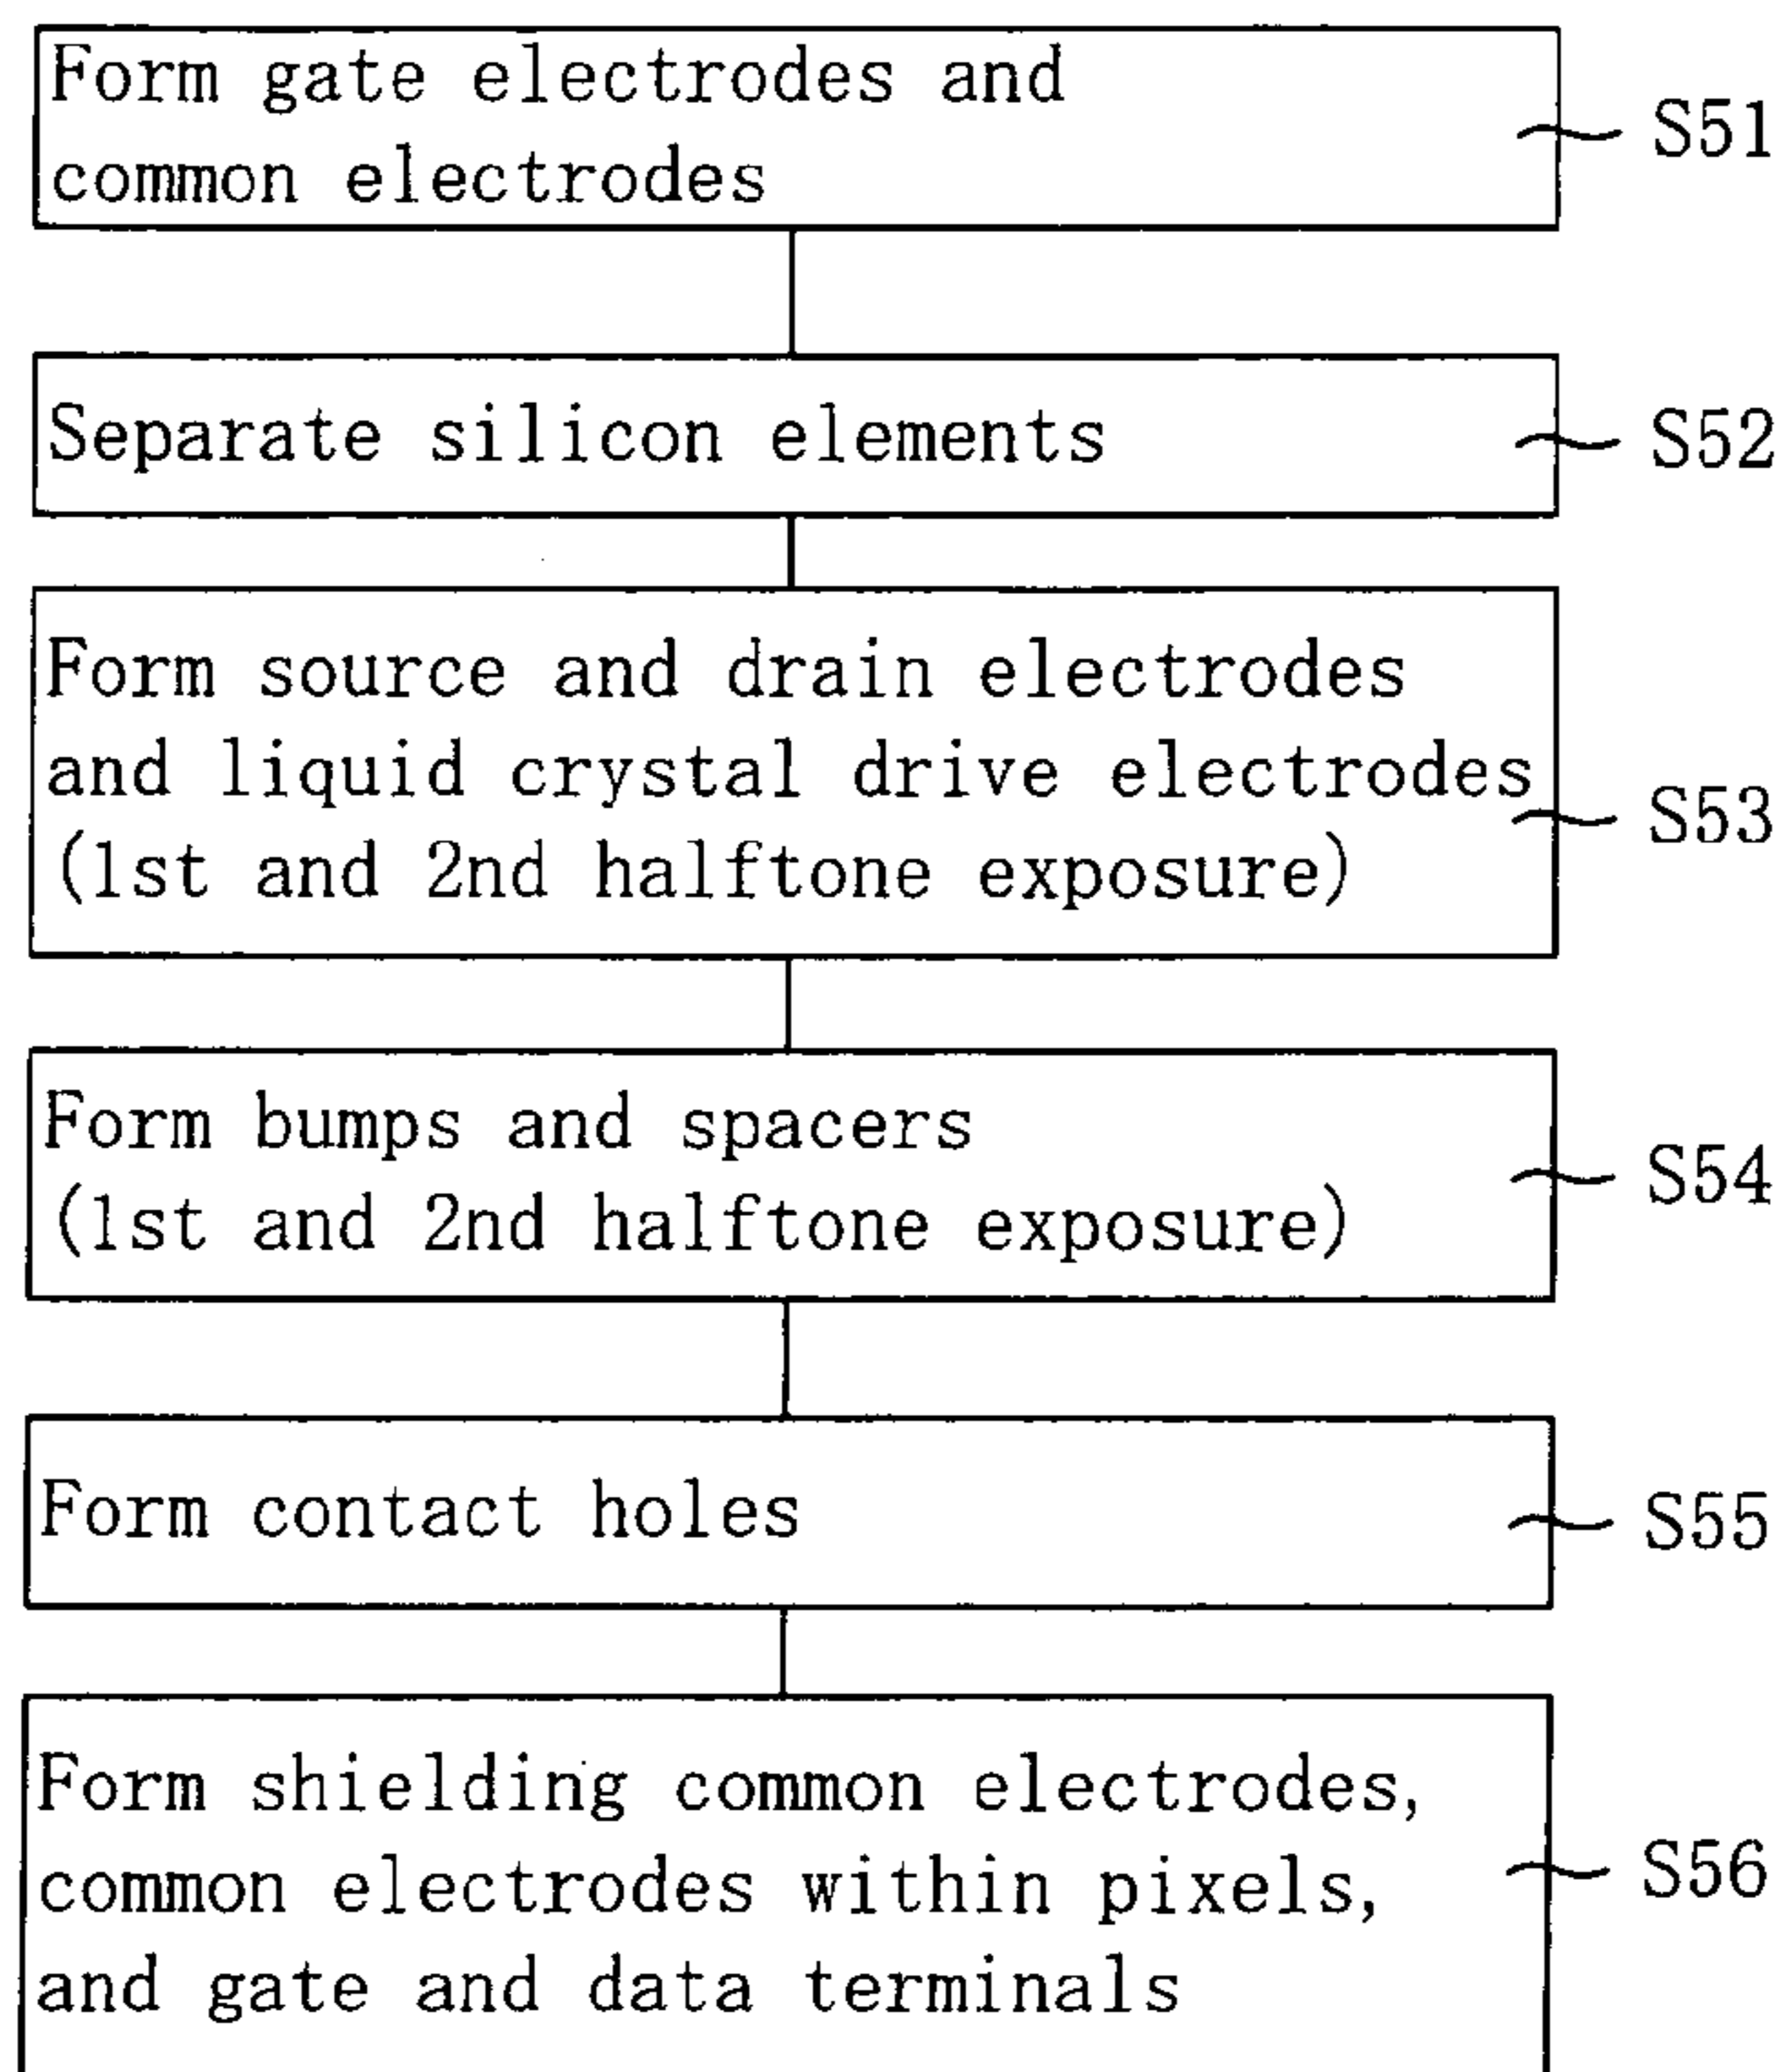 Form gate electrodes and
common electrodes
S51
Separate silicon elements
S52
Form source and drain electrodes
and liquid crystal drive electrodes
(1st and 2nd halftone exposure)
S53
Form bumps and spacers
(1st and 2nd halftone exposure)
S54
Form contact holes
S55
Form shielding common electrodes,
common electrodes within pixels,
and gate and data terminals
S56